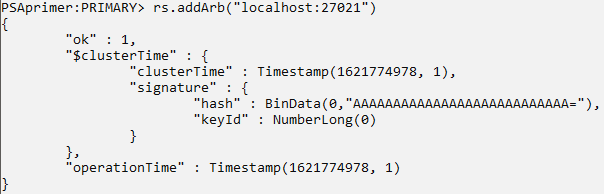 PSAprimer:PRIMARY> rs.addArb("localhost:27021")
{
        "ok" : 1,
        "$clusterTime" : {
                "clusterTime" : Timestamp(1621774978, 1),
                "signature" : {
                        "hash" : BinData(0,"AAAAAAAAAAAAAAAAAAAAAAAAAAA="),
                        "keyId" : NumberLong(0)
                }
        },
        "operationTime" : Timestamp(1621774978, 1)
}